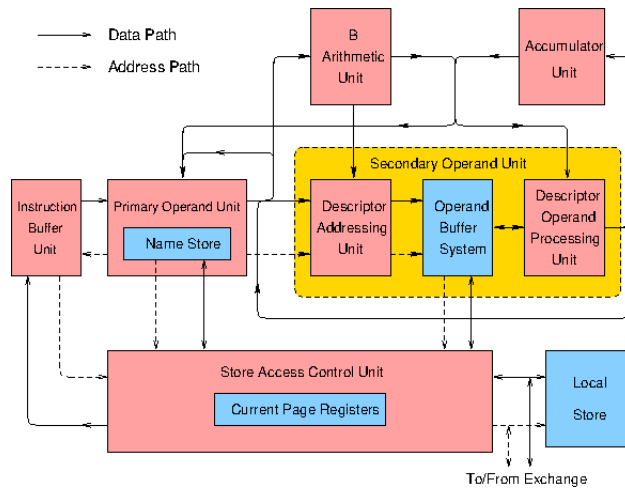 Data Path
Address Path
B
Arithmetic
Unit
Accumulator
Unit
Secondary Operand Unit
Instruction
Buffer
Unit
Primary Operand Unit
Name Store
Descriptor
Addressing
Unit
Operand
Buffer
System
Descriptor
Operand
Processing
Unit
Store Access Control Unit
Current Page Registers
Local
Store
To/From Exchange